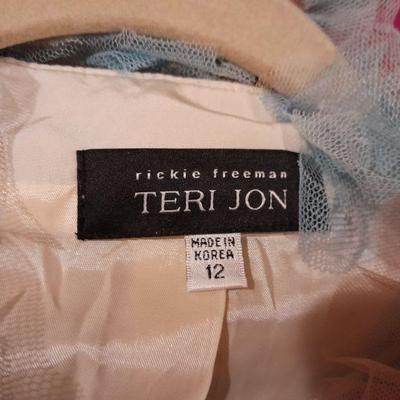 rickie freeman
TERI JON
MADE IN
KOREA
12